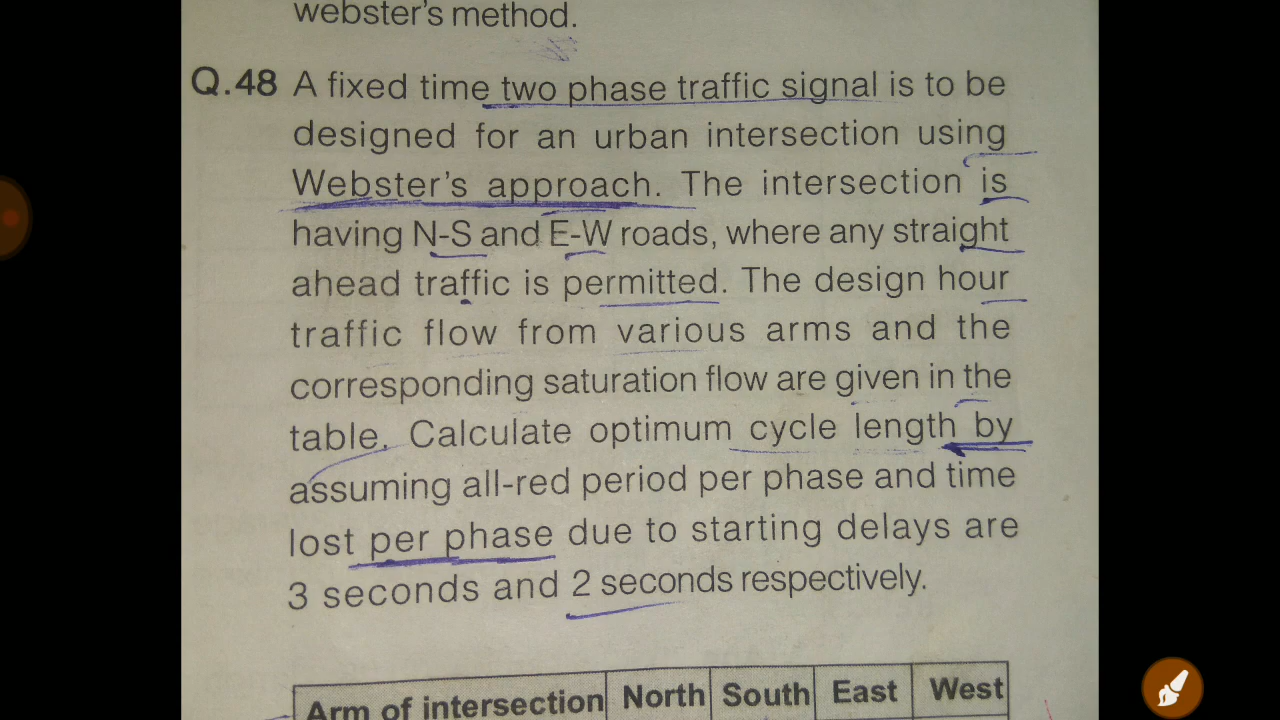 webster's method.
Q.48 A fixed time two phase traffic signal is to be
designed for an urban intersection using
Webster's approach. The intersection is
having N-S and E-W roads, where any straight
ahead traffic is permitted. The design hour
traffic flow from various arms and the
corresponding saturation flow are given in the
table. Calculate optimum cycle length by
assuming all-red period per phase and time
lost per phase due to starting delays are
3 seconds and 2 seconds respectively.
Arm of intersection North South East West